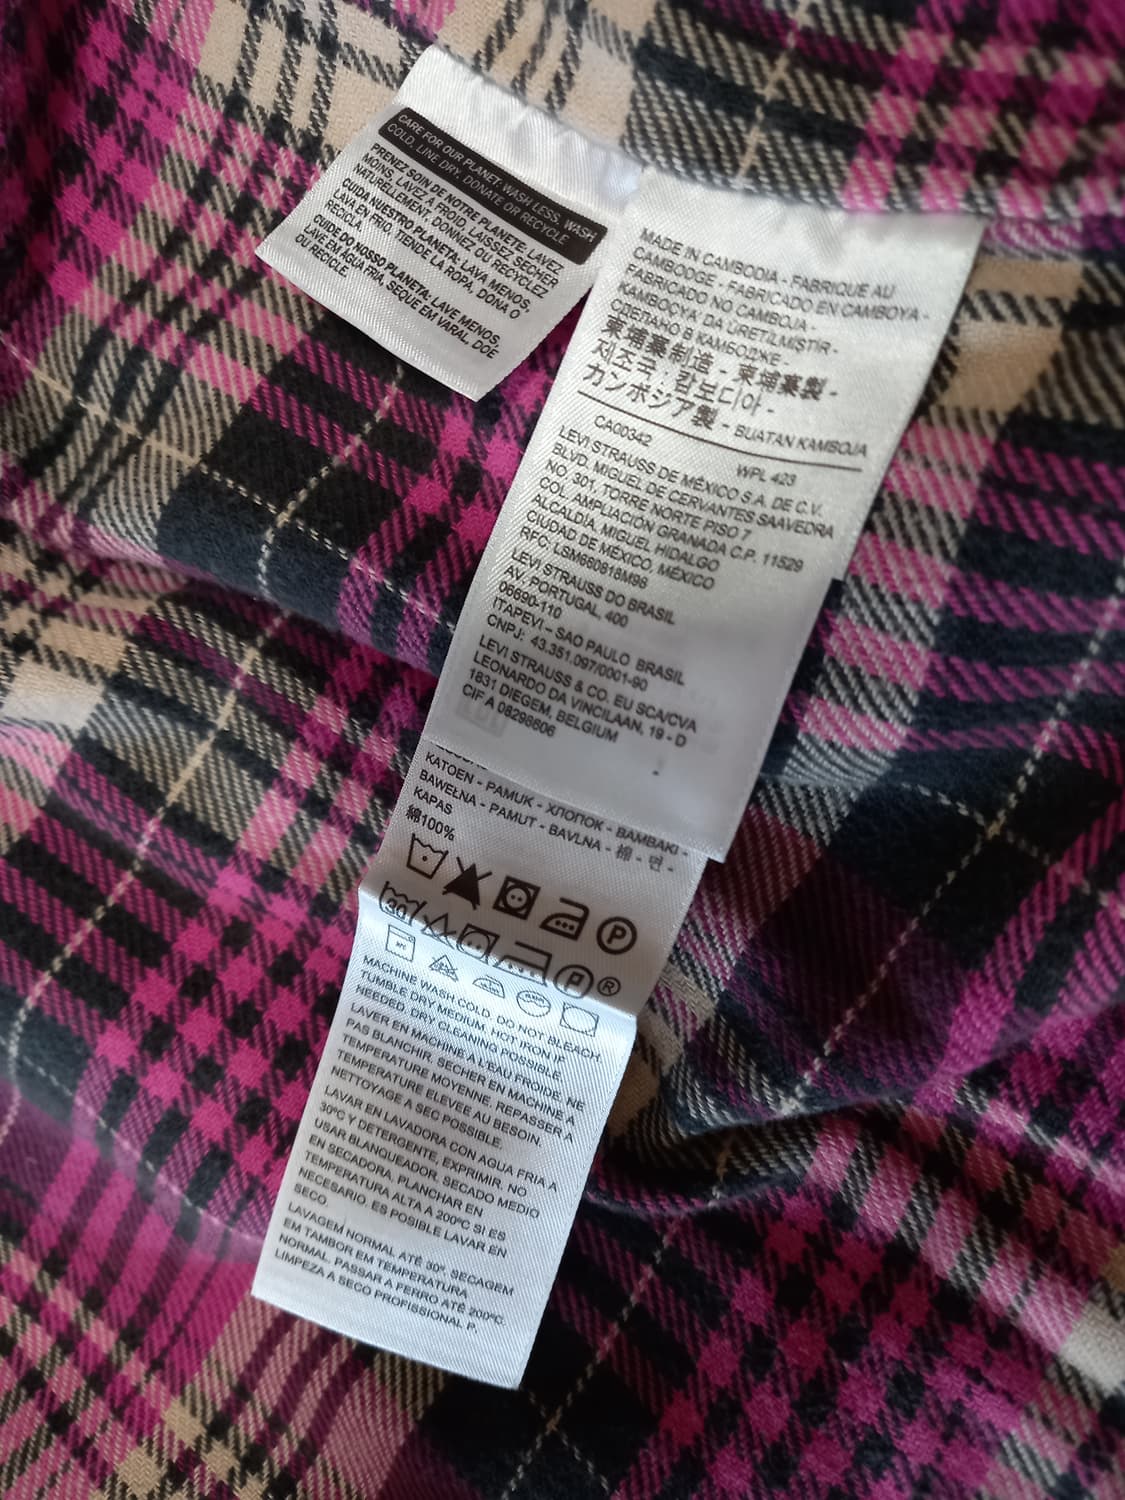 CARE FOR OUR PLANET: WASH LESS, WASH
COLD, LINE DRY, DONATE OR RECYCLE
PRENEZ SOIN DE NOTRE PLANETE: LAVEZ
MOINS, LAVEZ A FROID, LAISSEZ SECHER
NATURELLEMENT, DONNEZ OU RECYCLEZ
CUIDA NUESTRO PLANETA: LAVA MENOS,
LAVA EN FRIO, TIENDE LA ROPA, DONA O
RECICLA.
CUIDE DO NOSSO PLANETA: LAVE MENOS,
LAVE EM ÁGUA FRIA, SEQUE EM VARAL, DOE
OU RECICLE.
MADE IN CAMBODIA - FABRIQUE AU
CAMBODGE - FABRICADO EN CAMBOYA -
FABRICADO NO CAMBOJA -
KAMBOÇYA' DA ÜRETİLMİSTİR -
СДЕЛАНО В КАМБОДЖЕ -
柬埔寨制造 - 柬埔寨製 -
제조국 : 캄보디아 -
カンボジア製 - BUATAN KAMBOJA
CA00342 WPL 423
LEVI STRAUSS DE MÉXICO S.A. DE C.V.
BLVD. MIGUEL DE CERVANTES SAAVEDRA
NO. 301, TORRE NORTE PISO 7
COL. AMPLIACIÓN GRANADA C.P. 11529
ALCALDÍA, MIGUEL HIDALGO
CIUDAD DE MÉXICO, MÉXICO
RFC: LSM660818M96
LEVI STRAUSS DO BRASIL
AV. PORTUGAL, 400
06690-110
ITAPEVI – SAO PAULO BRASIL
CNPJ: 43.351.097/0001-90
LEVI STRAUSS & CO. EU SCA/CVA
LEONARDO DA VINCILAAN, 19 - D
1831 DIEGEM, BELGIUM
CIF A 08298606
KATOEN - PAMUK - ХЛОПОК - BAMBAKI -
BAWEŁNA - PAMUT - BAVLNA - 棉 - 면 -
KAPAS
綿100%
P
30
P ®
MACHINE WASH COLD. DO NOT BLEACH.
TUMBLE DRY MEDIUM. HOT IRON IF
NEEDED. DRY CLEANING POSSIBLE.
LAVER EN MACHINE A L'EAU FROIDE. NE
PAS BLANCHIR. SECHER EN MACHINE A
TEMPERATURE MOYENNE. REPASSER A
TEMPERATURE ELEVEE AU BESOIN.
NETTOYAGE A SEC POSSIBLE.
LAVAR EN LAVADORA CON AGUA FRIA A
30ºC Y DETERGENTE, EXPRIMIR. NO
USAR BLANQUEADOR, SECADO MEDIO
EN SECADORA, PLANCHAR EN
TEMPERATURA ALTA A 200ºC SI ES
NECESARIO. ES POSIBLE LAVAR EN
SECO.
LAVAGEM NORMAL ATÉ 30º. SECAGEM
EM TAMBOR EM TEMPERATURA
NORMAL. PASSAR A FERRO ATÉ 200ºC.
LIMPEZA A SECO PROFISSIONAL P.